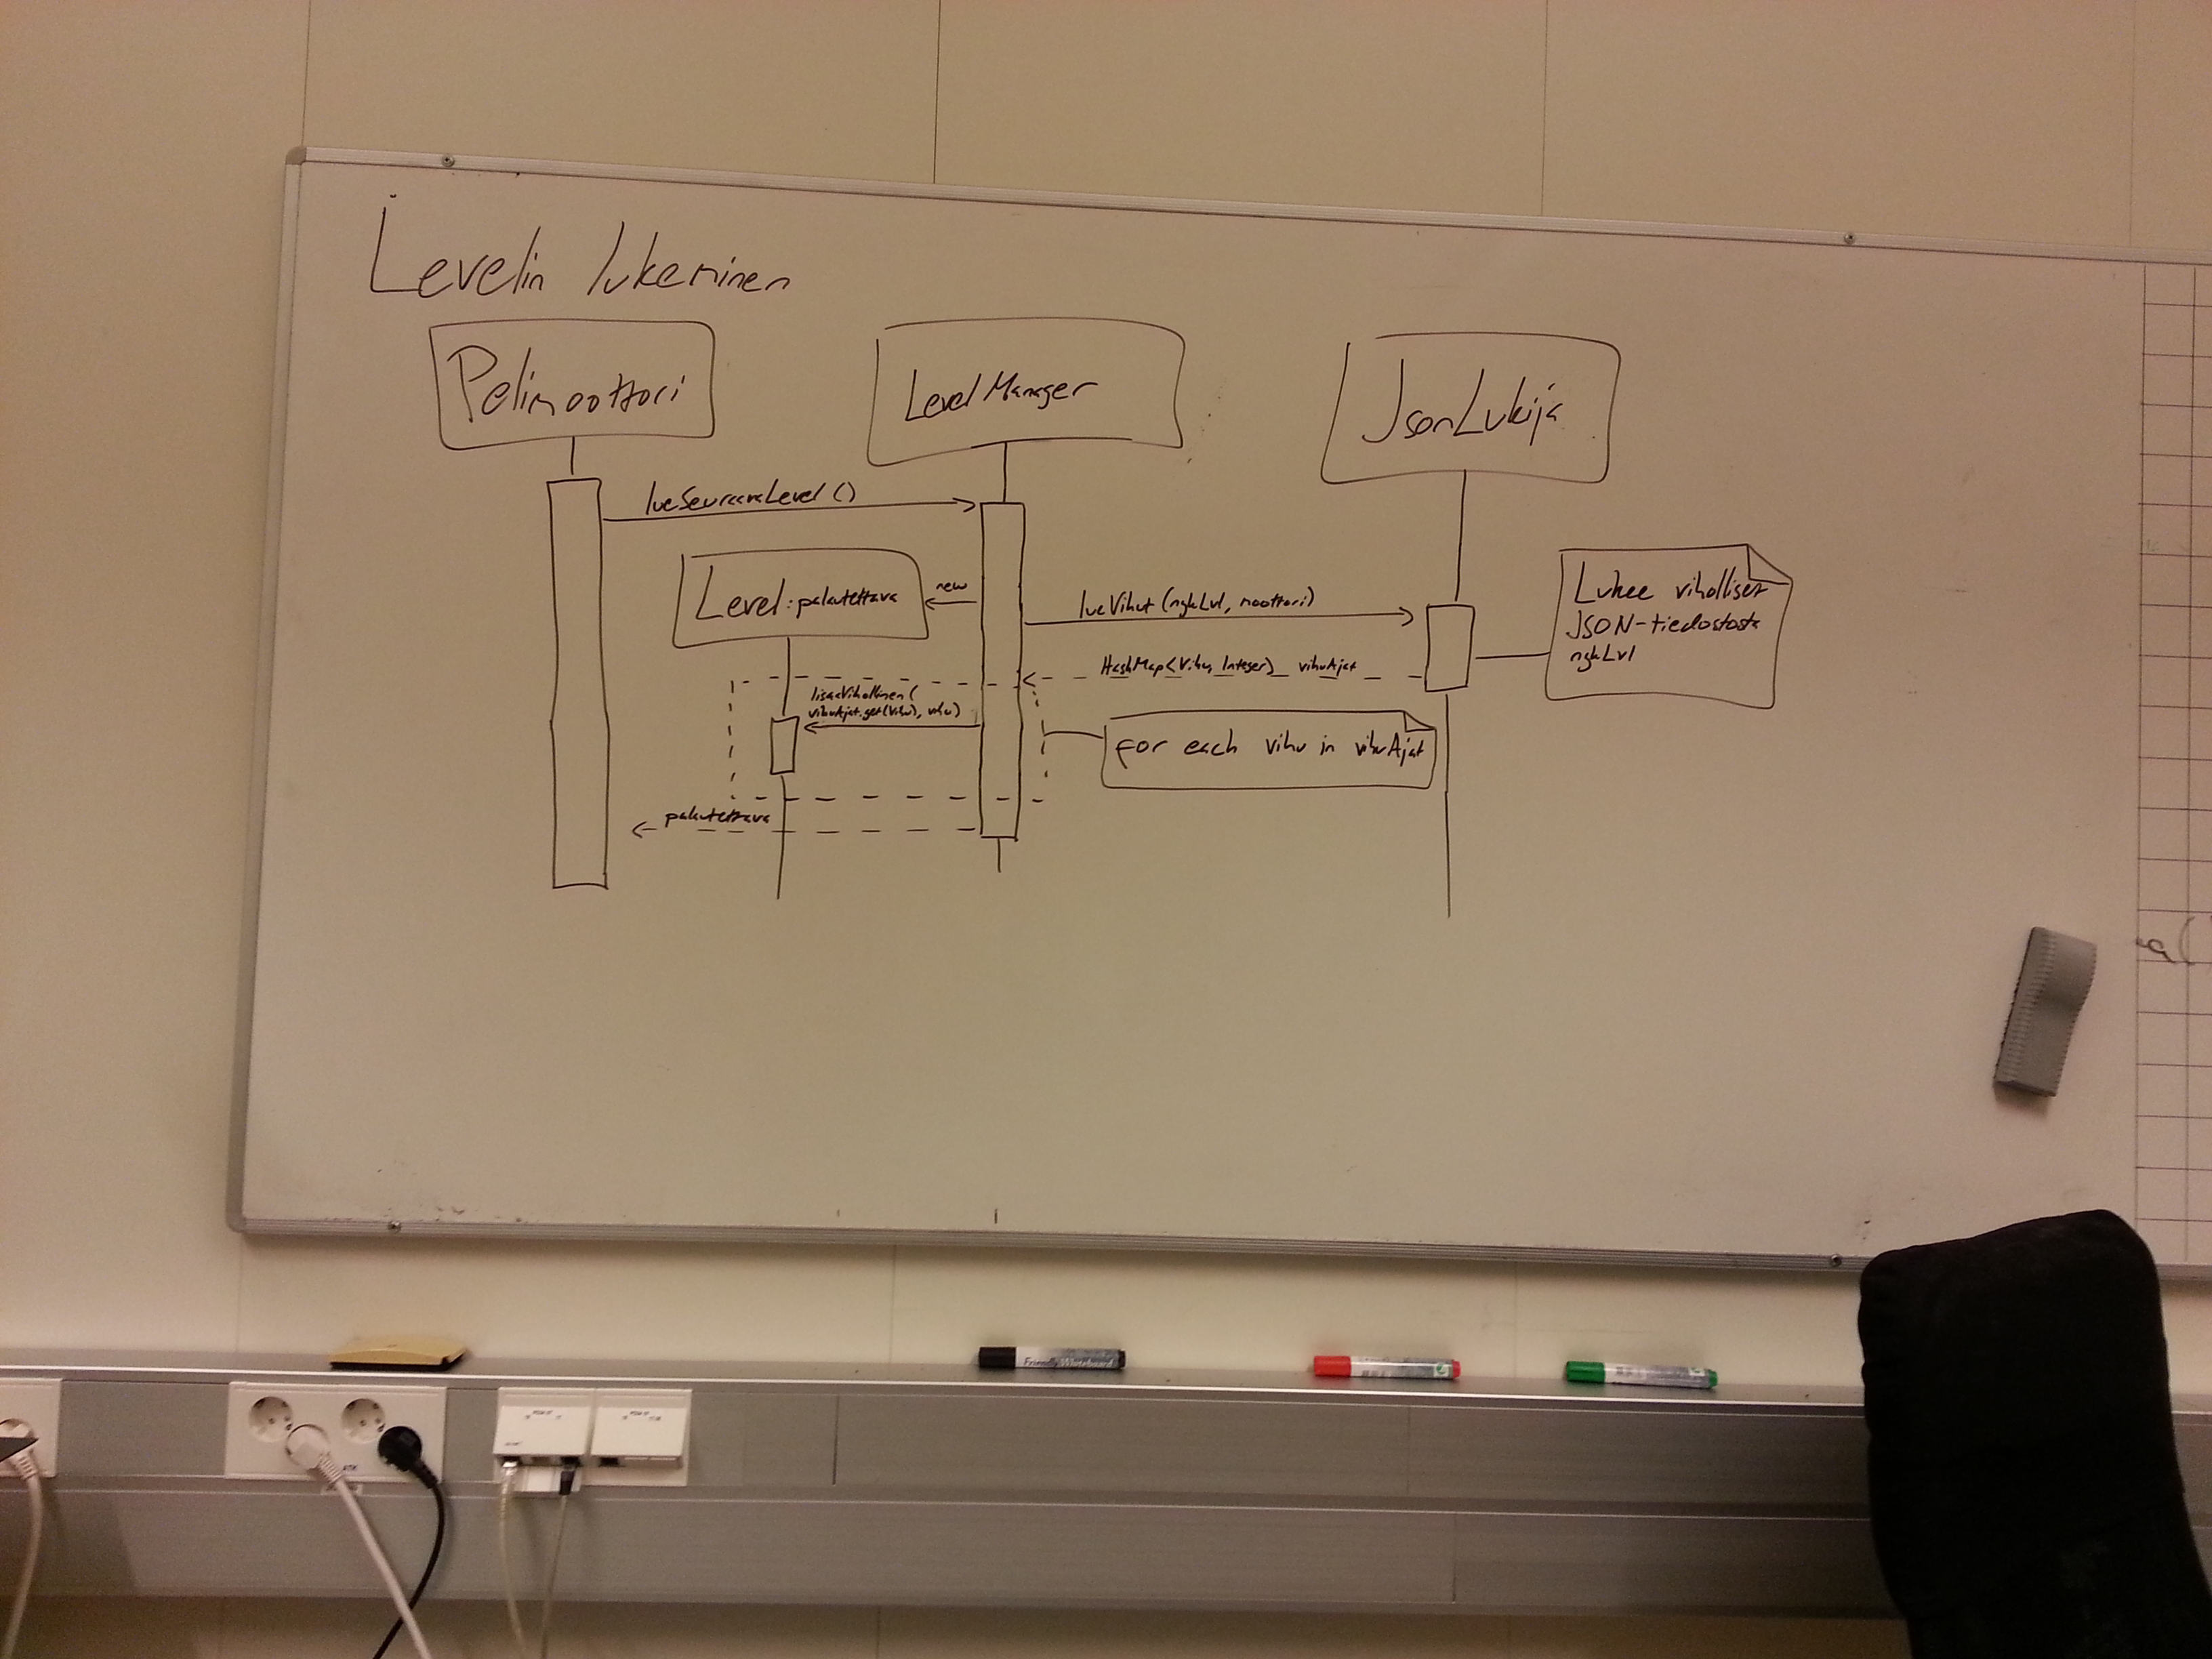 Levelin lukeminen
Pelimoottori
LevelManager
JsonLukija
lueSeuraavaLevel ()
Level: palautettava
new
lueVihut (nykLvl, moottori)
Lukee viholliset
JSON-tiedostosta
nykLvl
HashMap<Vihu, Integer> vihuAjat
lisaaVihollinen (
vihuAjat.get(vihu), vihu)
for each vihu in vihuAjat
palautettava
Friendly Whiteboard